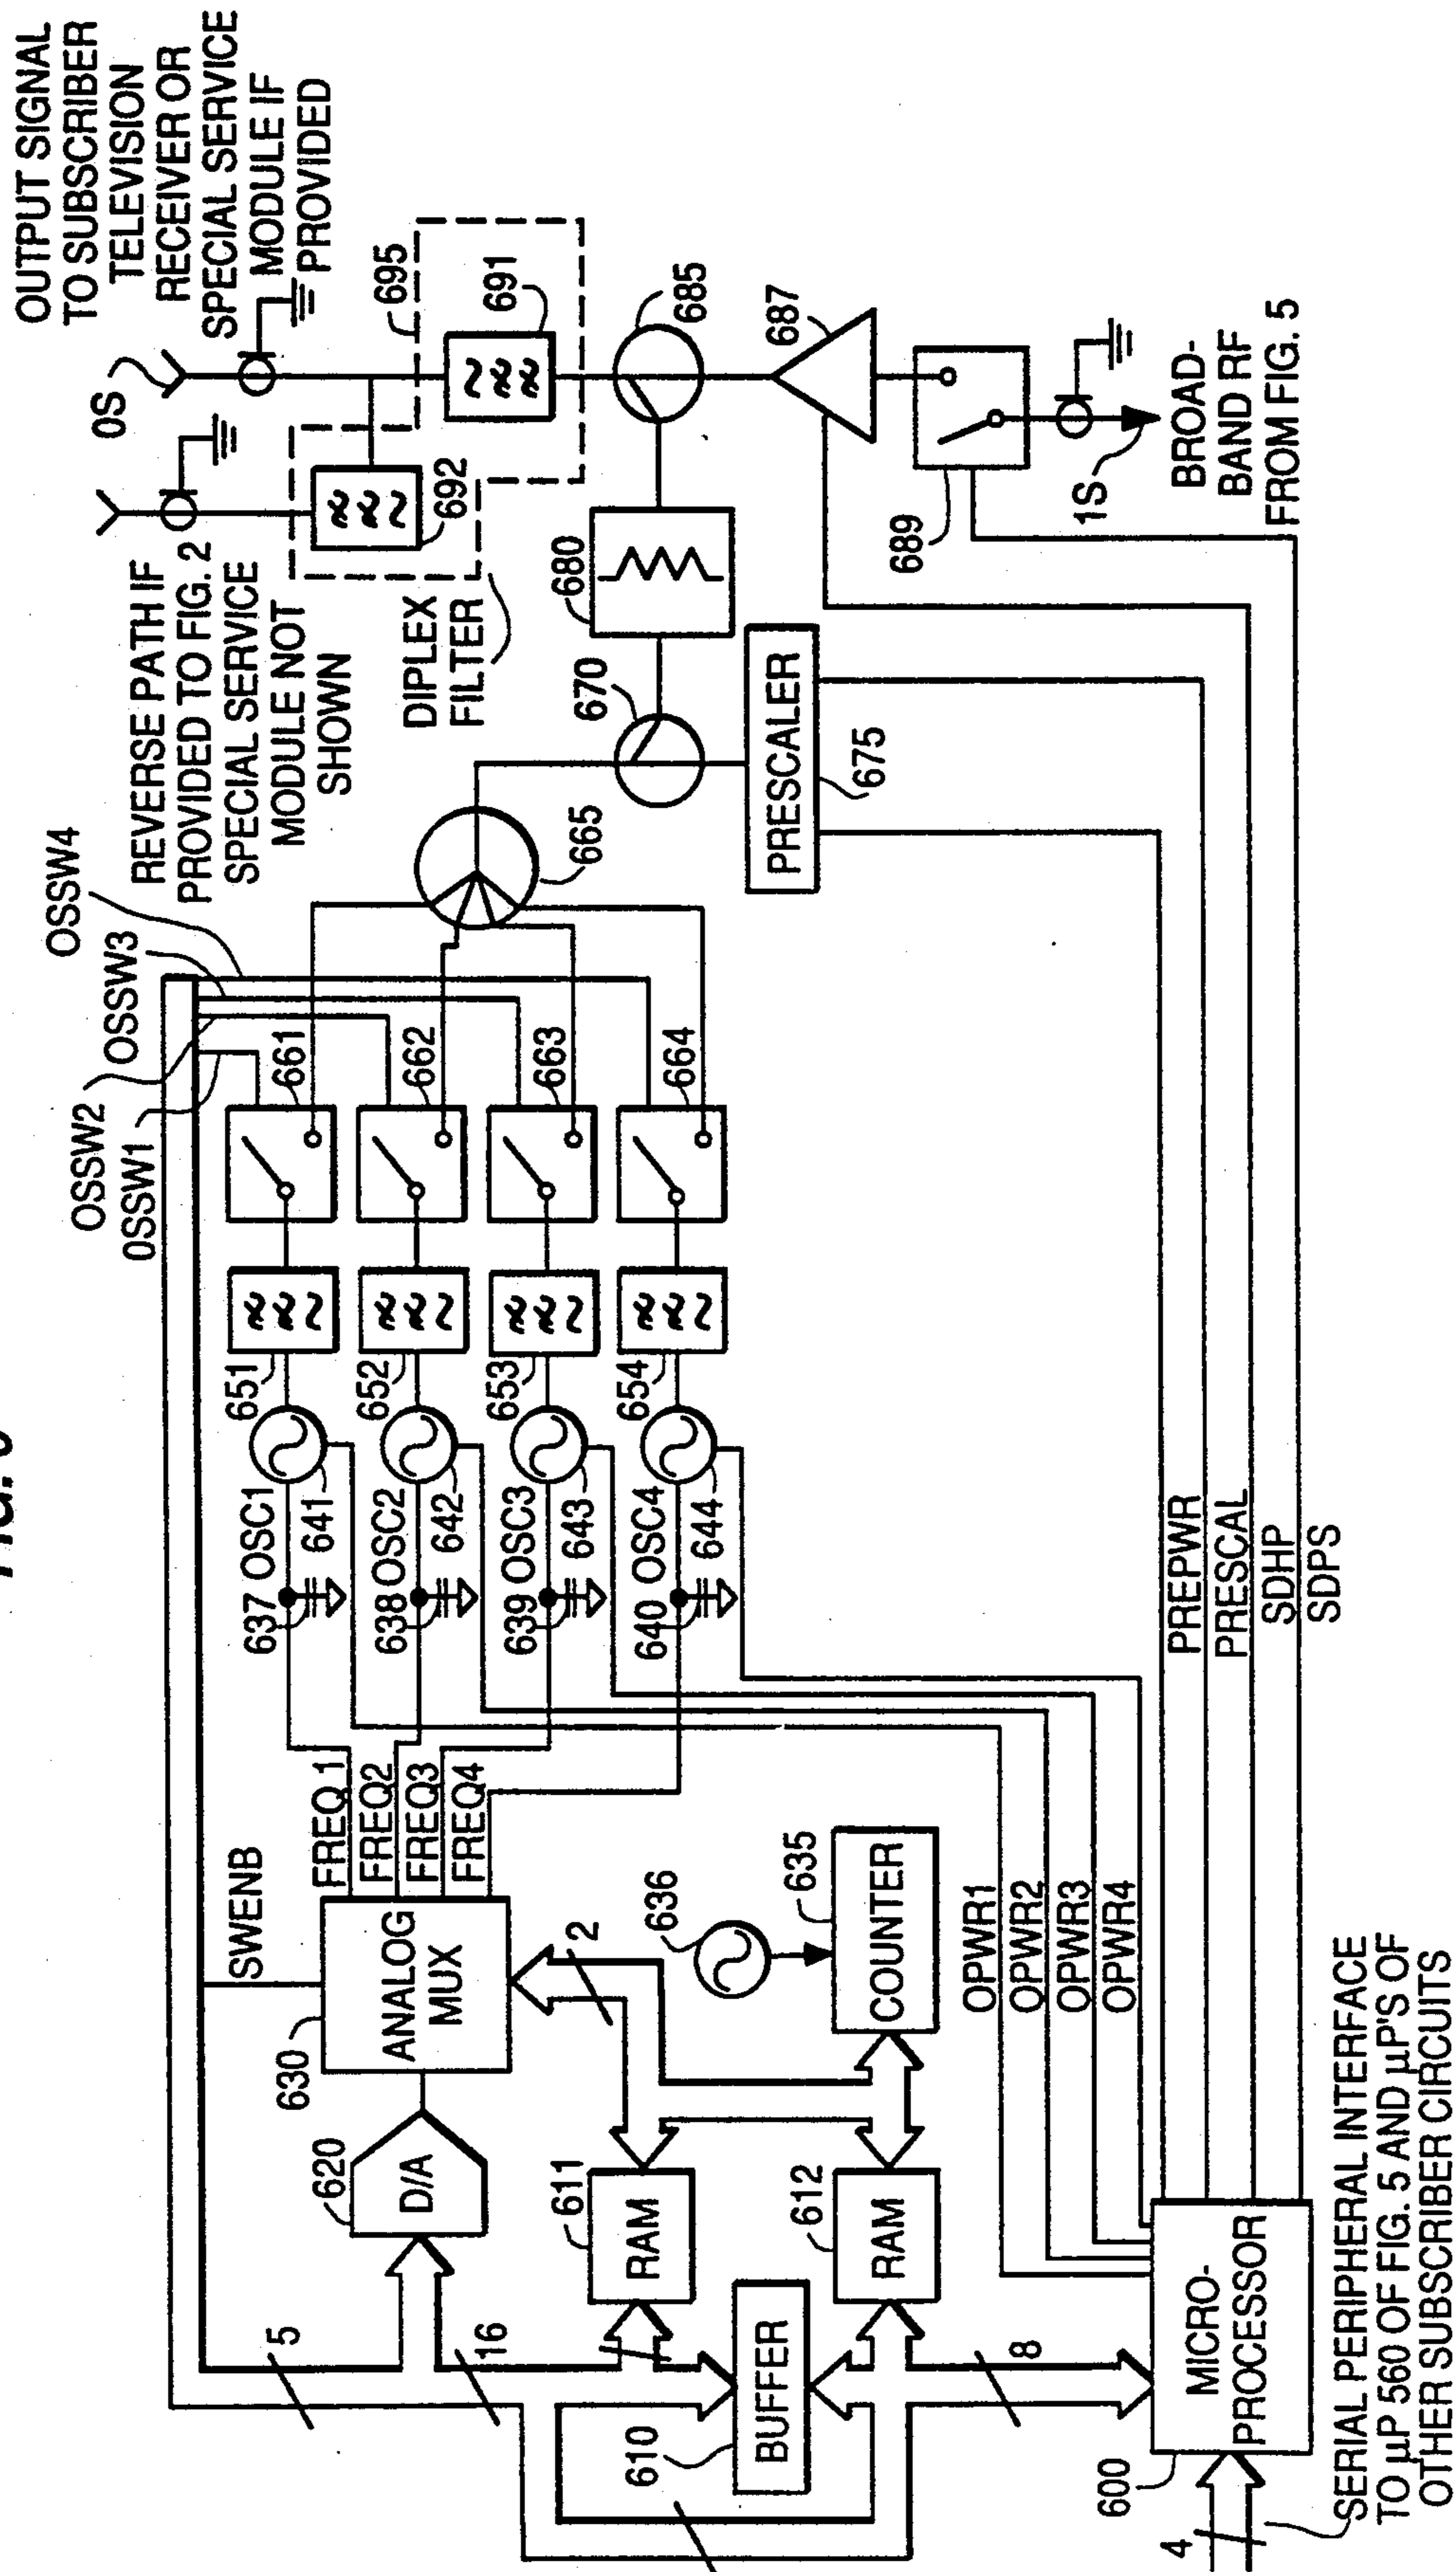 OUTPUT SIGNAL
TO SUBSCRIBER
TELEVISION
RECEIVER OR
SPECIAL SERVICE
MODULE IF
PROVIDED
0S
REVERSE PATH IF
PROVIDED TO FIG. 2
SPECIAL SERVICE
MODULE NOT
SHOWN
DIPLEX
FILTER
695
691
692
685
687
689
680
670
PRESCALER
675
665
1S
BROAD-
BAND RF
FROM FIG. 5
OSSW4
OSSW3
OSSW2
0SSW1
661
662
663
664
651
652
653
654
637
OSC1
641
638
OSC2
642
639
OSC3
643
640
OSC4
644
SWENB
FREQ 1
FREQ2
FREQ3
FREQ4
630
ANALOG
MUX
2
636
635
COUNTER
620
D/A
611
RAM
612
RAM
5
16
8
610
BUFFER
OPWR1
OPWR2
OPWR3
OPWR4
PREPWR
PRESCAL
SDHP
SDPS
600
MICRO-
PROCESSOR
4
SERIAL PERIPHERAL INTERFACE
TO µP 560 OF FIG. 5 AND µP'S OF
OTHER SUBSCRIBER CIRCUITS